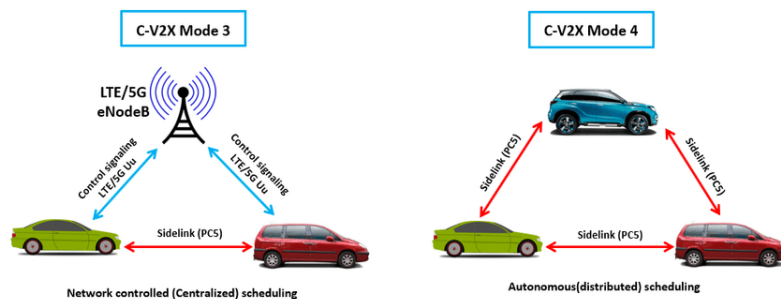 C-V2X Mode 3
LTE/5G
eNodeB
Control signaling
LTE/5G Uu
Control signaling
LTE/5G Uu
Sidelink (PC5)
Network controlled (Centralized) scheduling
C-V2X Mode 4
Sidelink (PC5)
Sidelink (PC5)
Sidelink (PC5)
Autonomous(distributed) scheduling